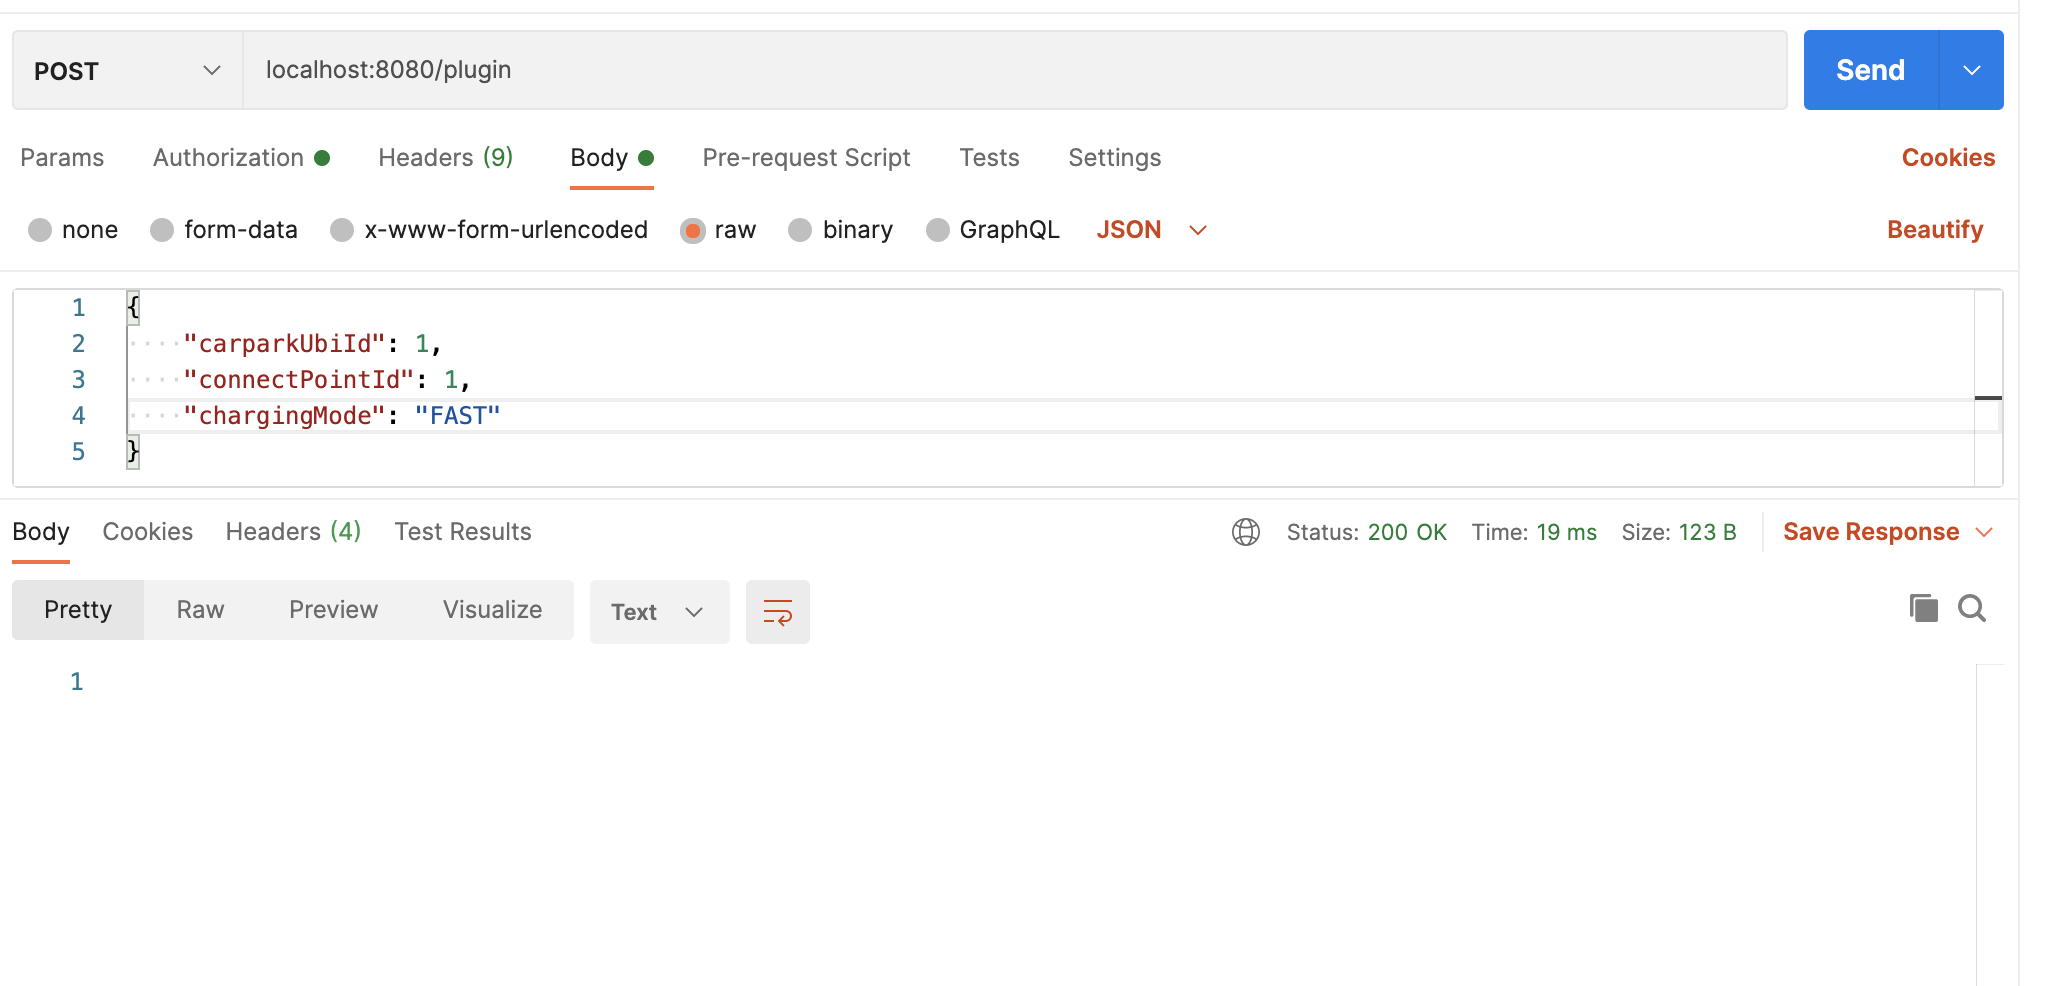 POST localhost:8080/plugin Send
Params Authorization Headers (9) Body Pre-request Script Tests Settings Cookies
none form-data x-www-form-urlencoded raw binary GraphQL JSON Beautify
1 {
2 "carparkUbiId": 1,
3 "connectPointId": 1,
4 "chargingMode": "FAST"
5 }
Body Cookies Headers (4) Test Results Status: 200 OK Time: 19 ms Size: 123 B Save Response
Pretty Raw Preview Visualize Text
1